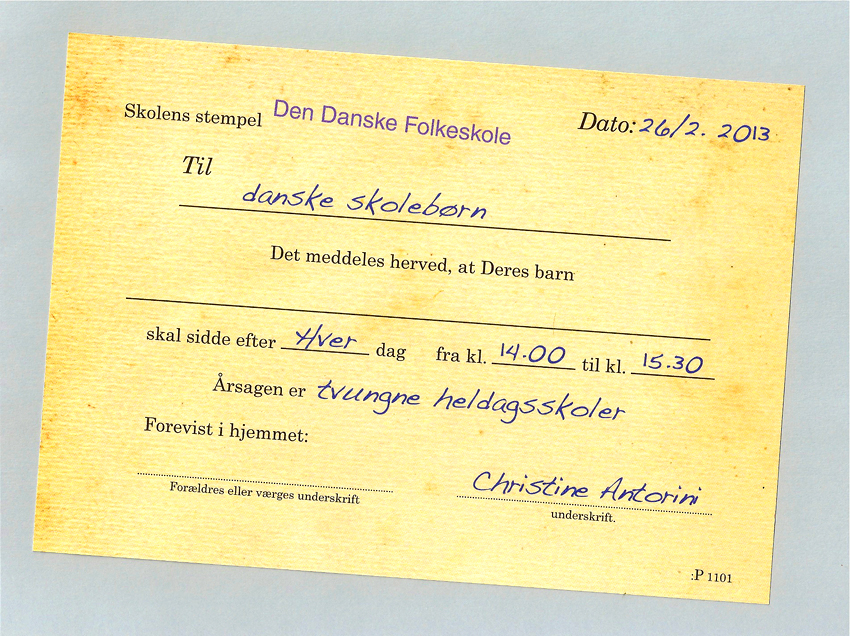 Skolens stempel Den Danske Folkeskole Dato: 26/2. 2013
Til
danske skolebørn
Det meddeles herved, at Deres barn
skal sidde efter Hver dag fra kl. 14.00 til kl. 15.30
Årsagen er tvungne heldagsskoler
Forevist i hjemmet:
Christine Antorini
Forældres eller værges underskrift underskrift.
:P 1101